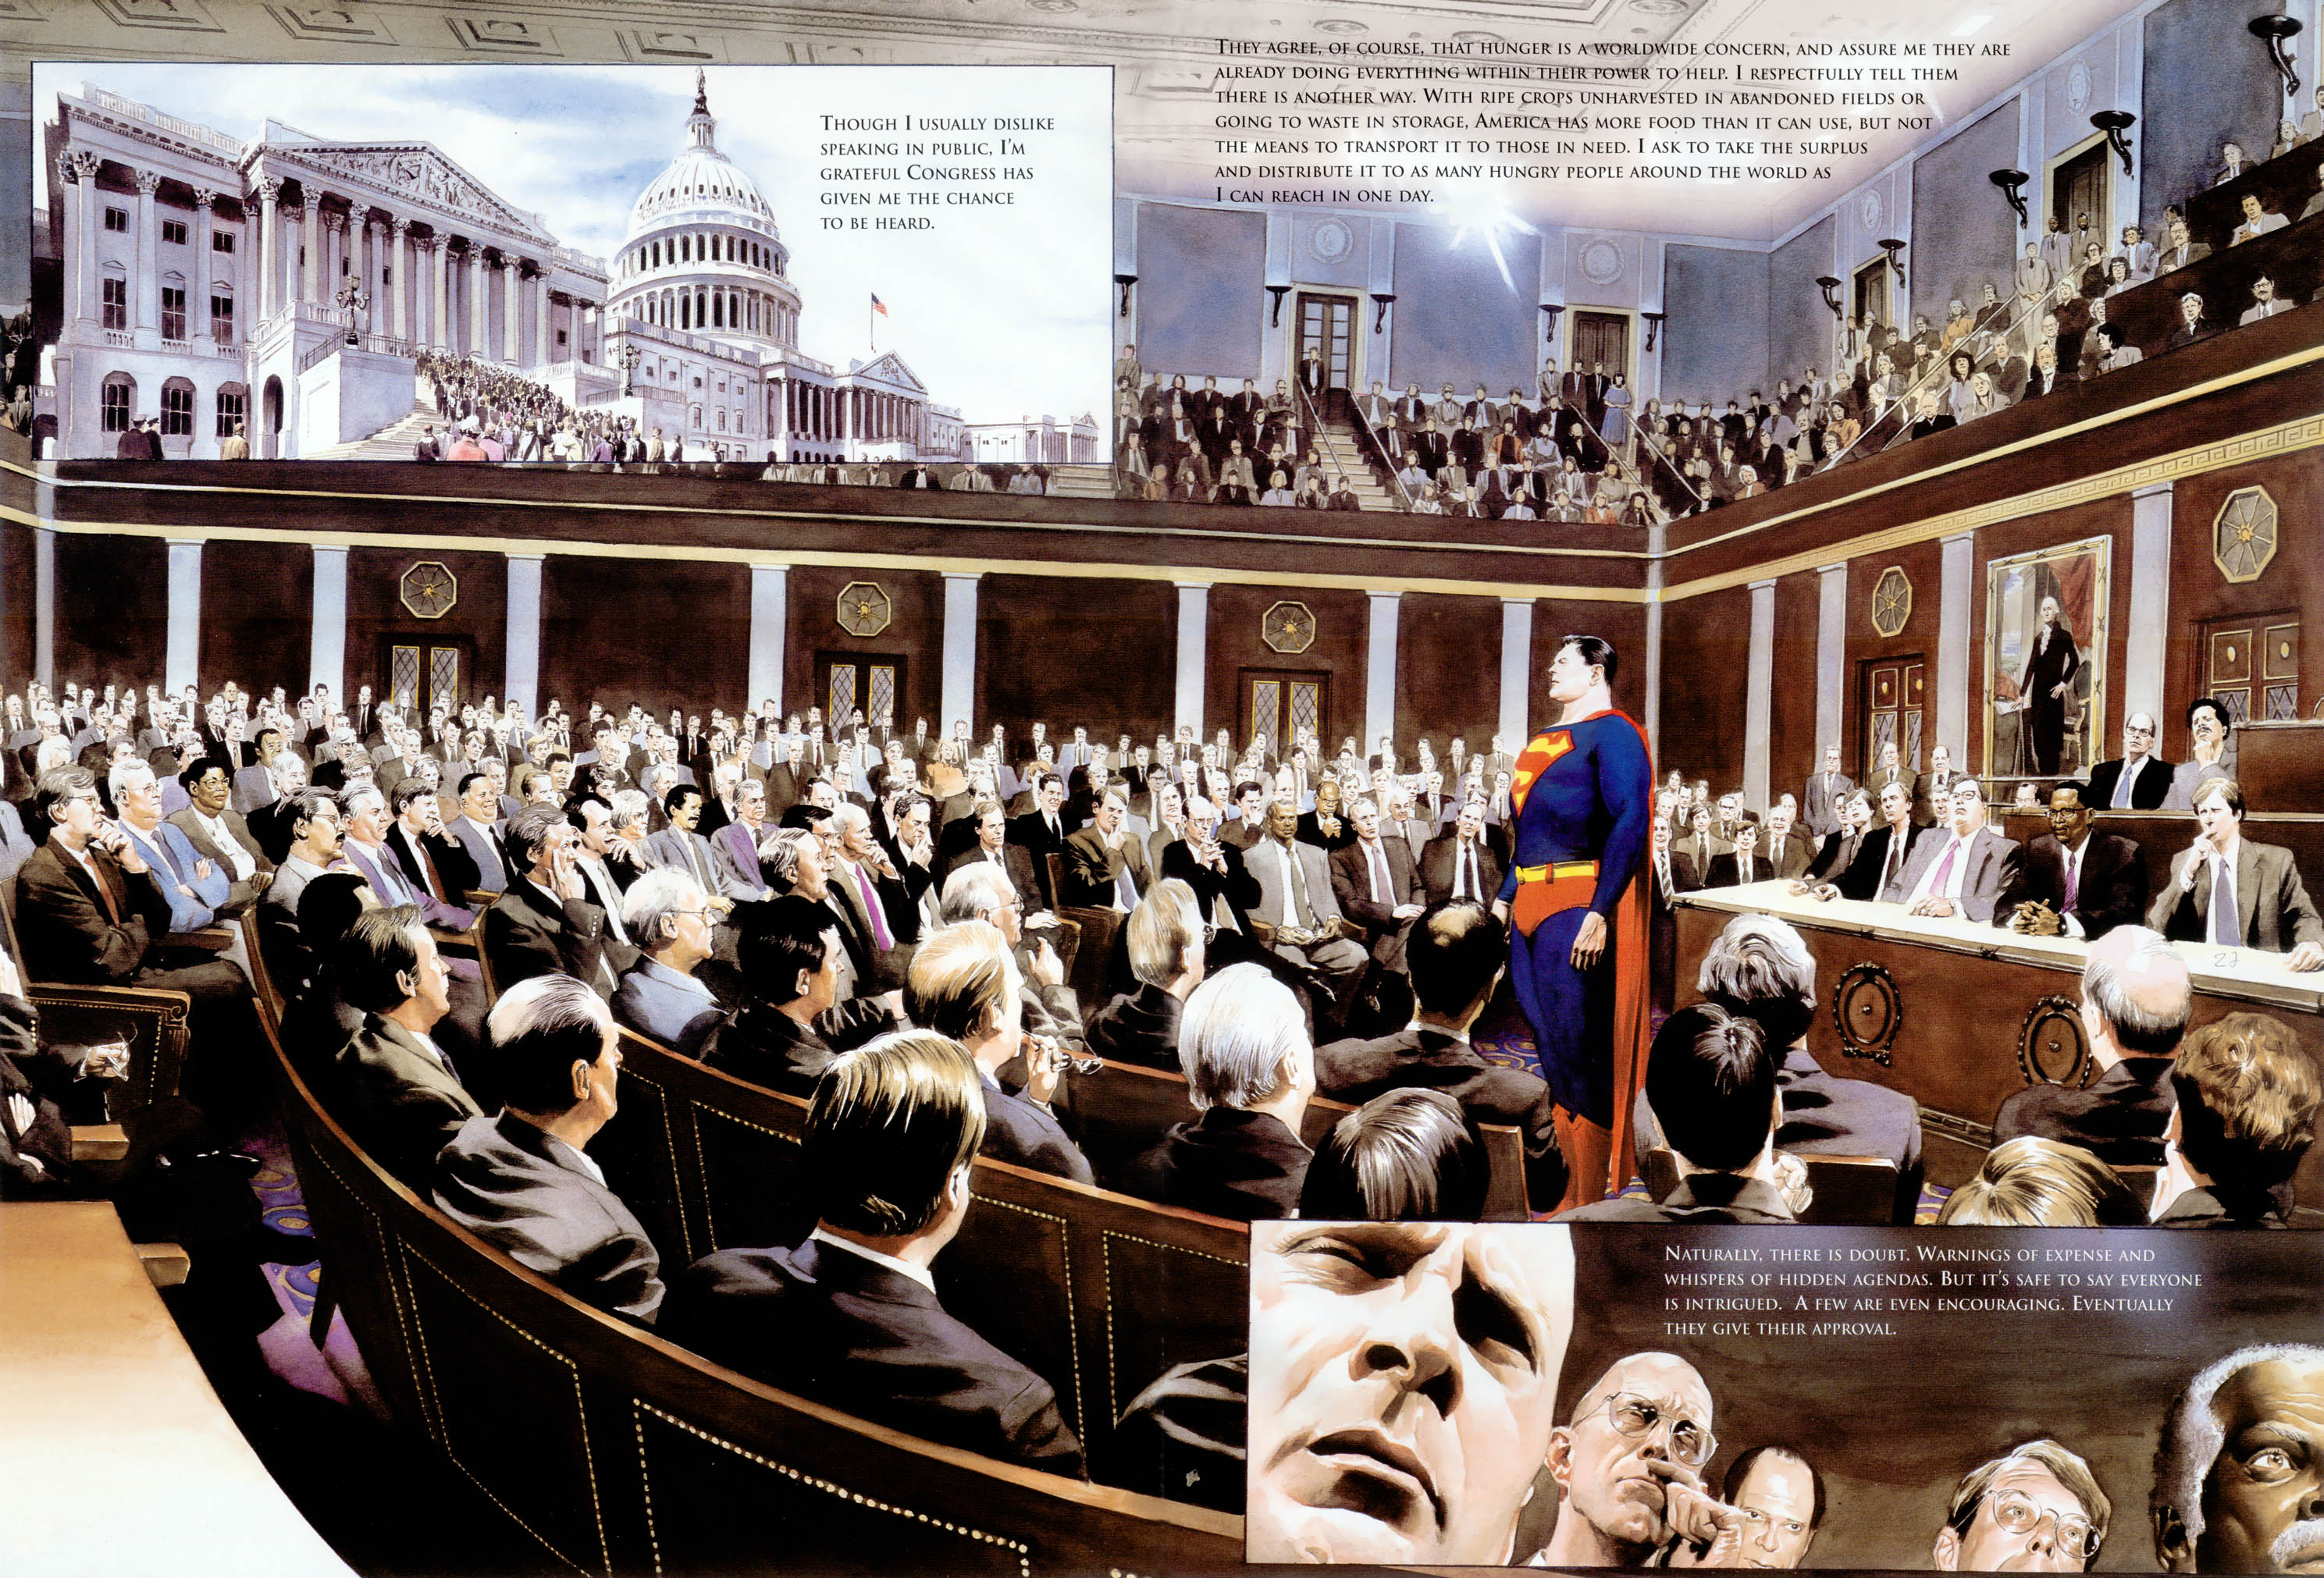 THOUGH I USUALLY DISLIKE
SPEAKING IN PUBLIC, I'M
GRATEFUL CONGRESS HAS
GIVEN ME THE CHANCE
TO BE HEARD.
THEY AGREE, OF COURSE, THAT HUNGER IS A WORLDWIDE CONCERN, AND ASSURE ME THEY ARE
ALREADY DOING EVERYTHING WITHIN THEIR POWER TO HELP. I RESPECTFULLY TELL THEM
THERE IS ANOTHER WAY. WITH RIPE CROPS UNHARVESTED IN ABANDONED FIELDS OR
GOING TO WASTE IN STORAGE, AMERICA HAS MORE FOOD THAN IT CAN USE, BUT NOT
THE MEANS TO TRANSPORT IT TO THOSE IN NEED. I ASK TO TAKE THE SURPLUS
AND DISTRIBUTE IT TO AS MANY HUNGRY PEOPLE AROUND THE WORLD AS
I CAN REACH IN ONE DAY.
S
27
NATURALLY, THERE IS DOUBT. WARNINGS OF EXPENSE AND
WHISPERS OF HIDDEN AGENDAS. BUT IT'S SAFE TO SAY EVERYONE
IS INTRIGUED. A FEW ARE EVEN ENCOURAGING. EVENTUALLY
THEY GIVE THEIR APPROVAL.